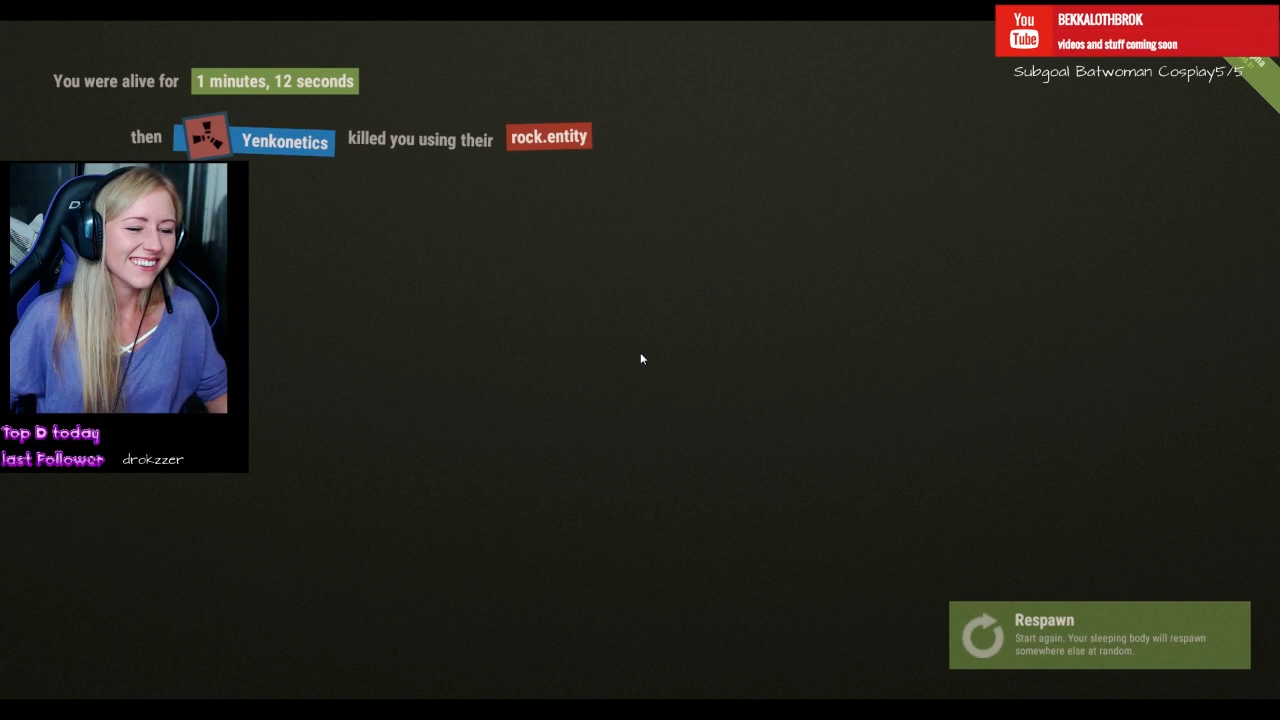 You Tube
BEKKALOTHBROK
videos and stuff coming soon
Subgoal Batwoman Cosplay5/5
You were alive for 1 minutes, 12 seconds
then Yenkonetics killed you using their rock.entity
Top D today
last Follower drokzzer
Respawn
Start again. Your sleeping body will respawn
somewhere else at random.